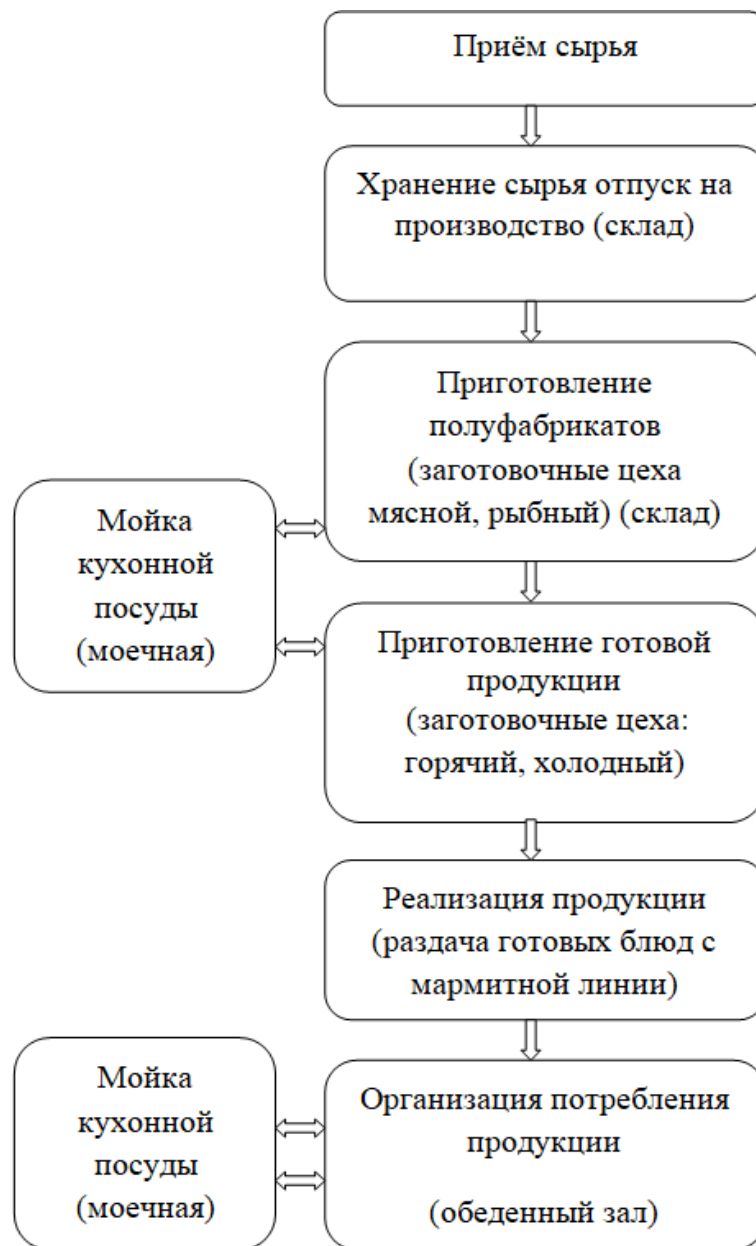 Приём сырья
Хранение сырья отпуск на
производство (склад)
Приготовление
полуфабрикатов
(заготовочные цеха
мясной, рыбный) (склад)
Мойка
кухонной
посуды
(моечная)
Приготовление готовой
продукции
(заготовочные цеха:
горячий, холодный)
Реализация продукции
(раздача готовых блюд с
мармитной линии)
Мойка
кухонной
посуды
(моечная)
Организация потребления
продукции
(обеденный зал)